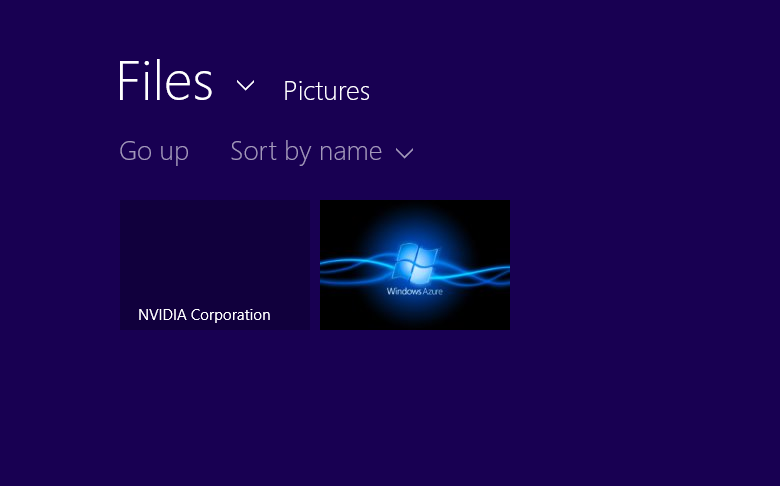 Files Pictures
Go up Sort by name
NVIDIA Corporation
Windows Azure